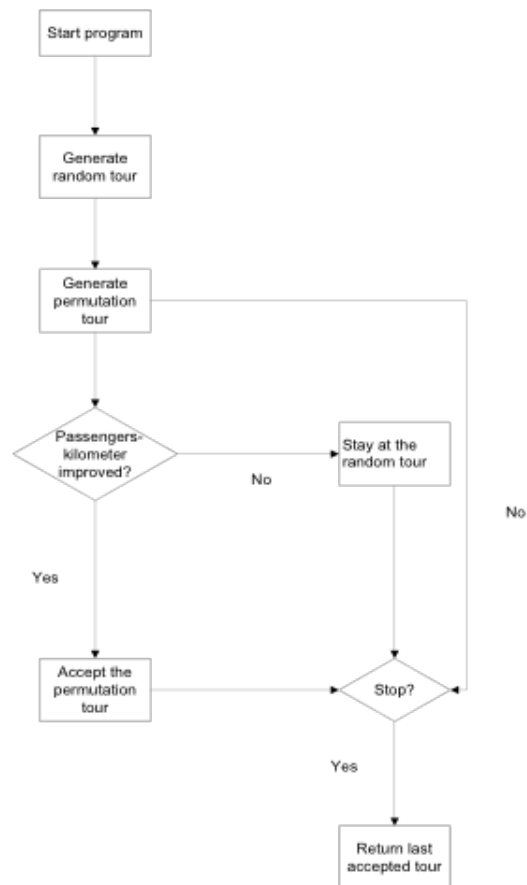 Start program
Generate
random tour
Generate
permutation
tour
Passengers-
kilometer
improved?
No
Stay at the
random tour
No
Yes
Accept the
permutation
tour
Stop?
Yes
Return last
accepted tour